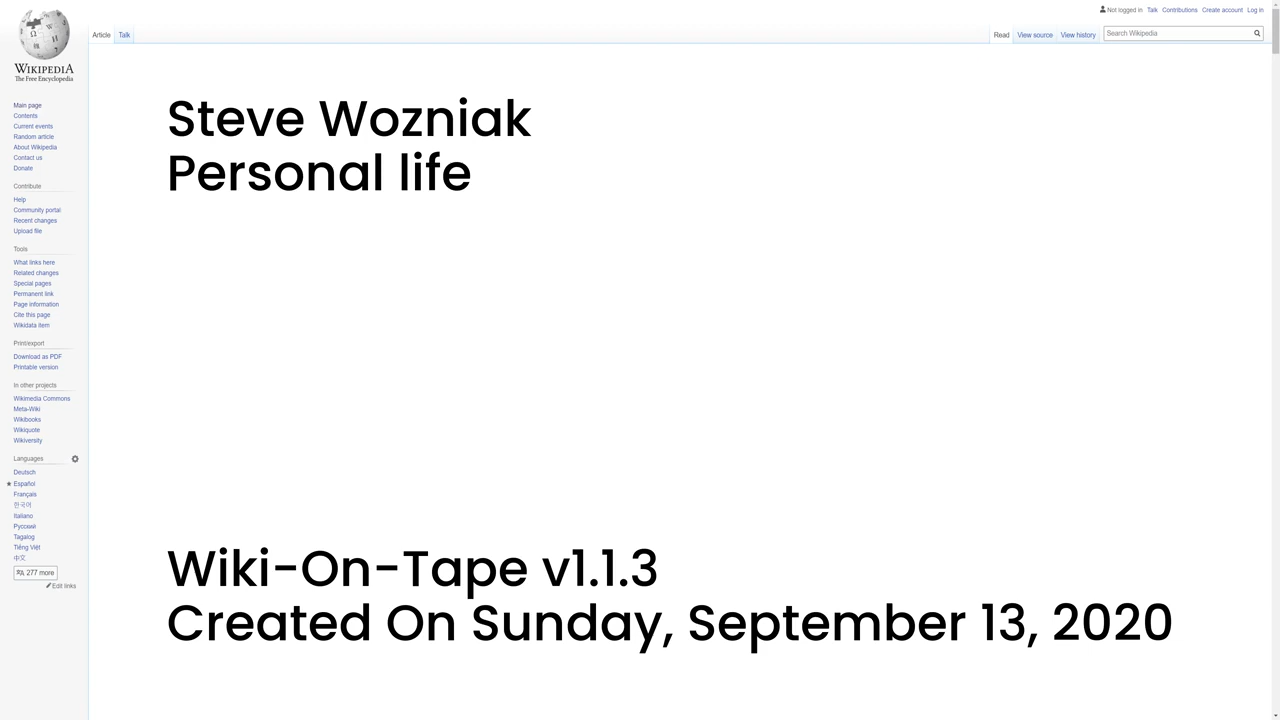 Not logged in Talk Contributions Create account Log in
Article Talk Read View source View history Search Wikipedia
WIKIPEDIA
The Free Encyclopedia
Main page
Contents
Current events
Random article
About Wikipedia
Contact us
Donate
Contribute
Help
Community portal
Recent changes
Upload file
Tools
What links here
Related changes
Special pages
Permanent link
Page information
Cite this page
Wikidata item
Print/export
Download as PDF
Printable version
In other projects
Wikimedia Commons
Meta-Wiki
Wikibooks
Wikiquote
Wikiversity
Languages
Deutsch
Español
Français
한국어
Italiano
Русский
Tagalog
Tiếng Việt
中文
277 more
Edit links
Steve Wozniak
Personal life
Wiki-On-Tape v1.1.3
Created On Sunday, September 13, 2020